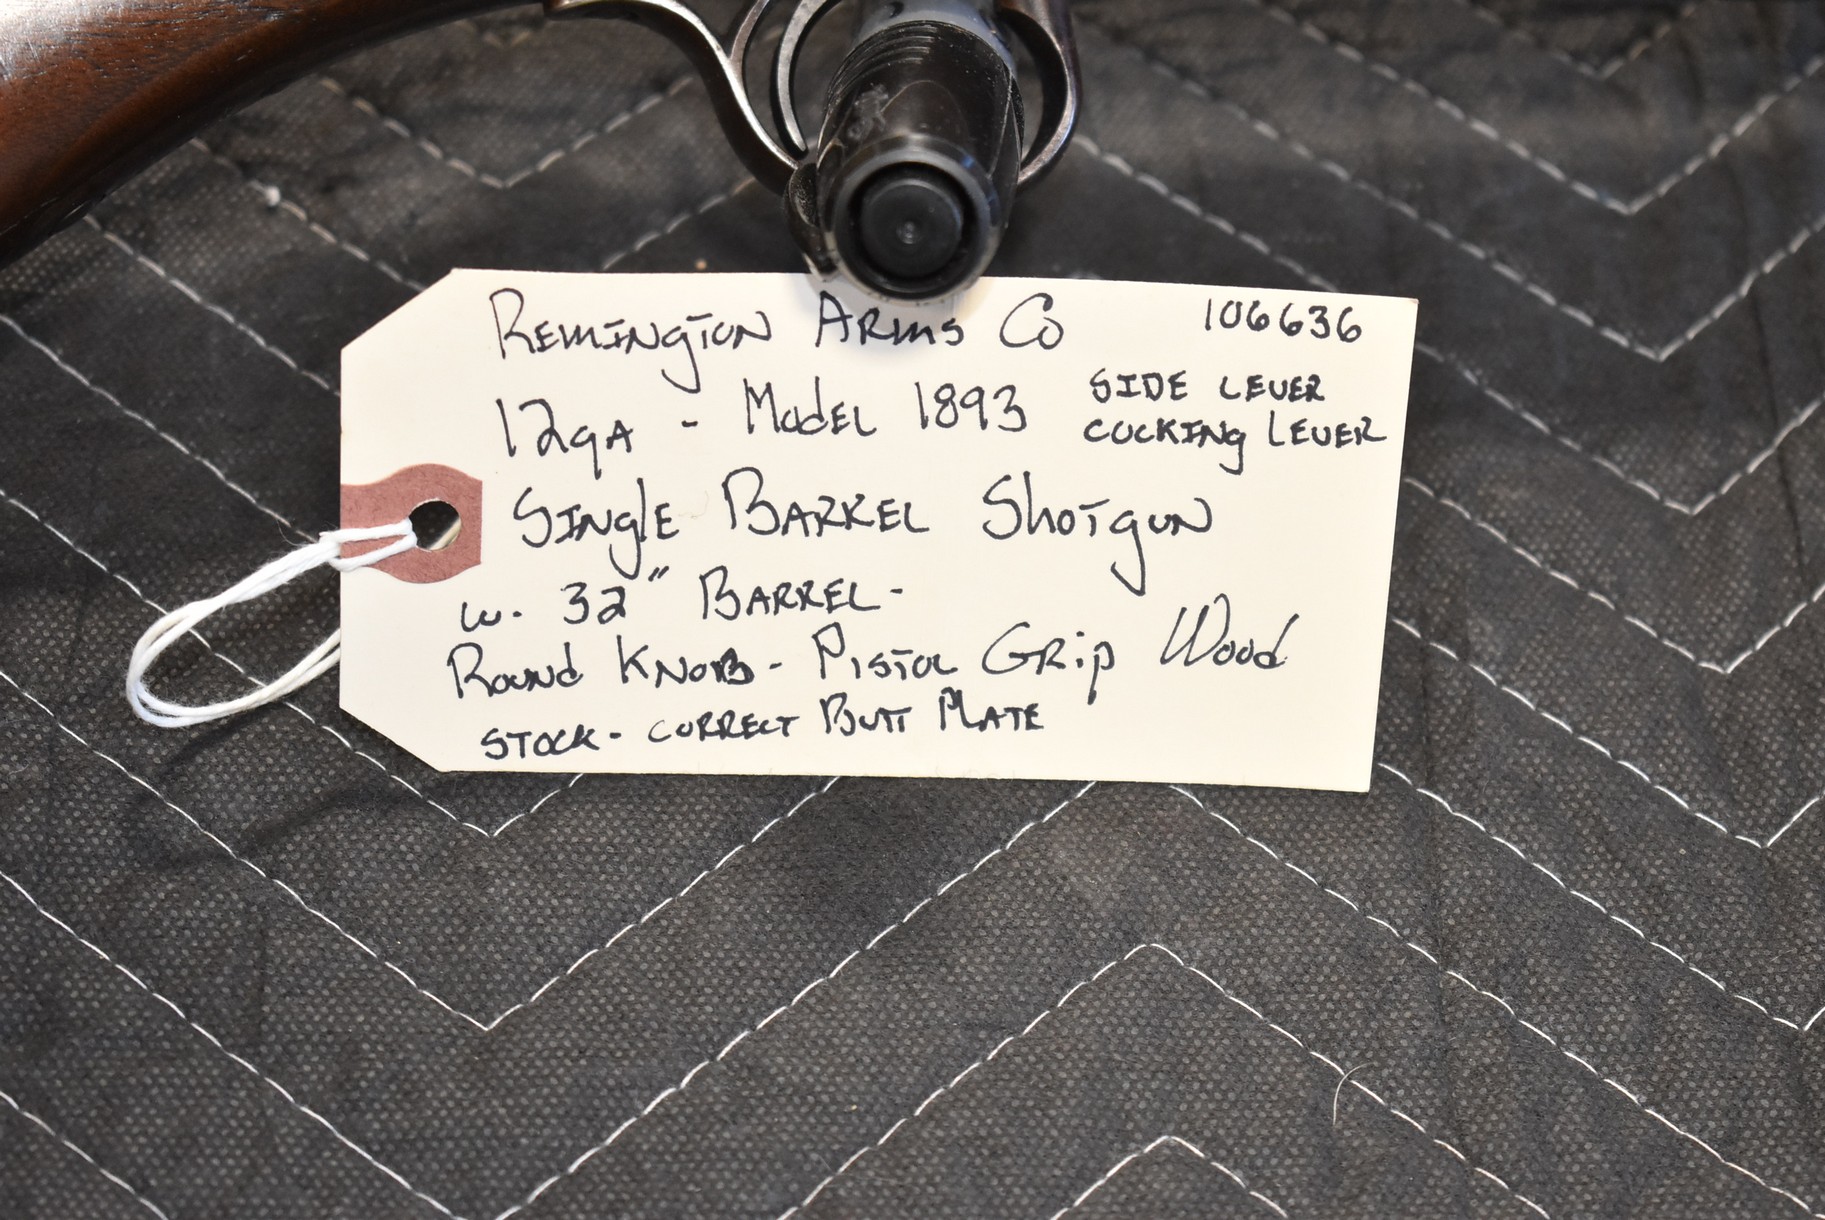 Remington Arms Co 106636
12ga - Model 1893 SIDE LEVER
COCKING LEVER
Single Barrel Shotgun
w. 32" Barrel-
Round Knob- Pistol Grip Wood
Stock- correct Butt Plate